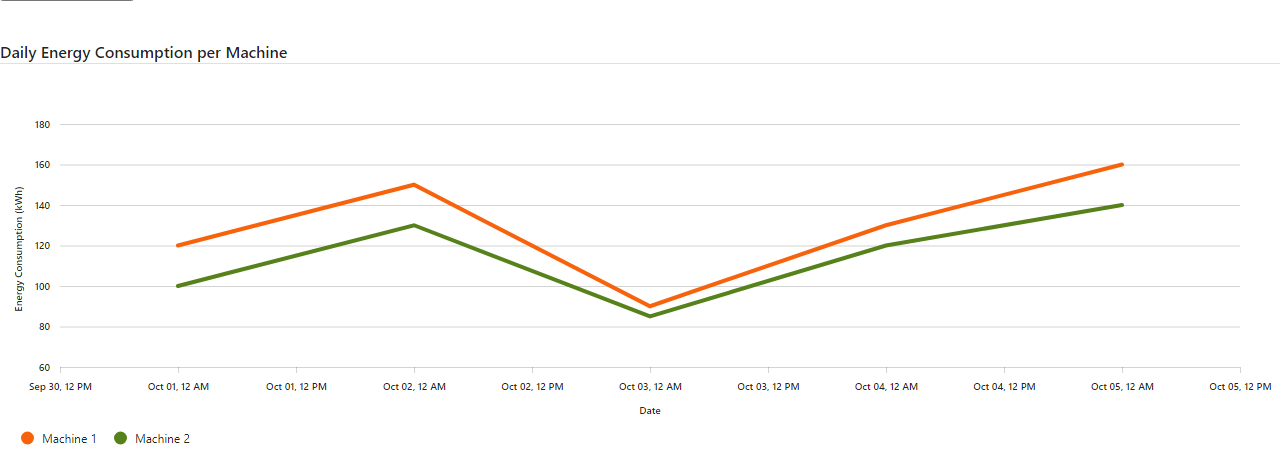 Daily Energy Consumption per Machine
180
160
140
120
100
80
60
Energy Consumption (kWh)
Sep 30, 12 PM Oct 01, 12 AM Oct 01, 12 PM Oct 02, 12 AM Oct 02, 12 PM Oct 03, 12 AM Oct 03, 12 PM Oct 04, 12 AM Oct 04, 12 PM Oct 05, 12 AM Oct 05, 12 PM
Date
Machine 1 Machine 2